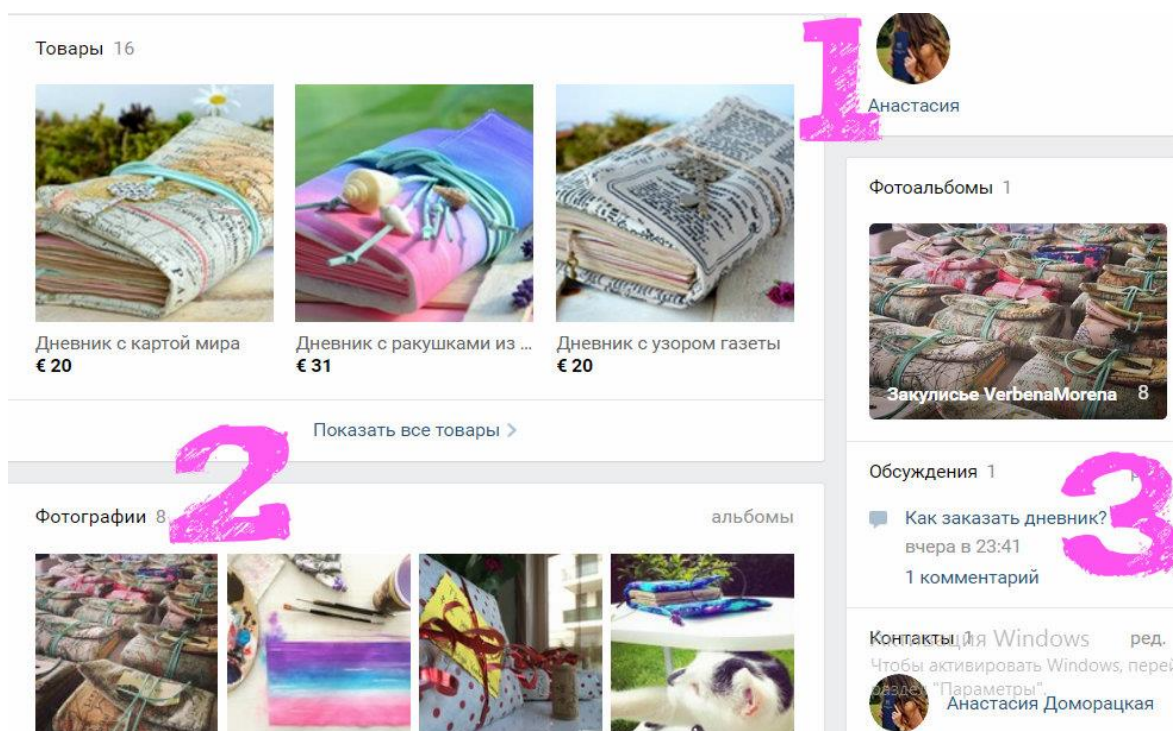 Товары 16
Дневник с картой мира
€ 20
Дневник с ракушками из ...
€ 31
Дневник с узором газеты
€ 20
Показать все товары >
Фотографии 8
альбомы
1
2
3
Анастасия
Фотоальбомы 1
Закулисье VerbenaMorena 8
Обсуждения 1
Как заказать дневник?
вчера в 23:41
1 комментарий
Контакты 1
ред.
Активация Windows
Чтобы активировать Windows, перей
раздел "Параметры".
Анастасия Доморацкая